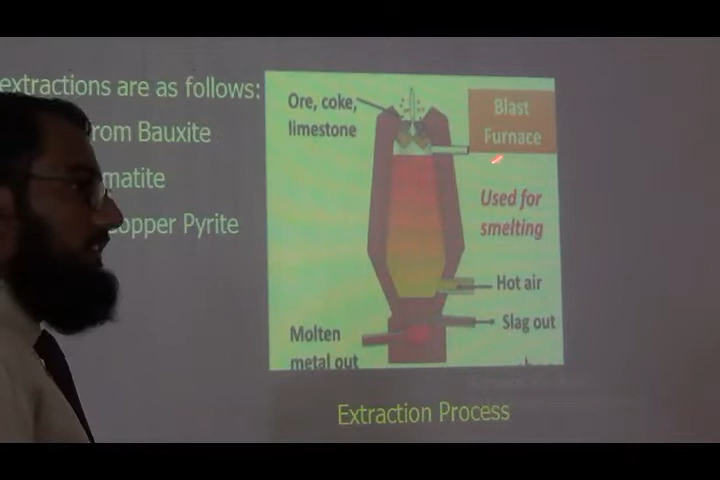 extractions are as follows:
rom Bauxite
matite
opper Pyrite
Ore, coke,
limestone
Blast
Furnace
Used for
smelting
Hot air
Slag out
Molten
metal out
Extraction Process